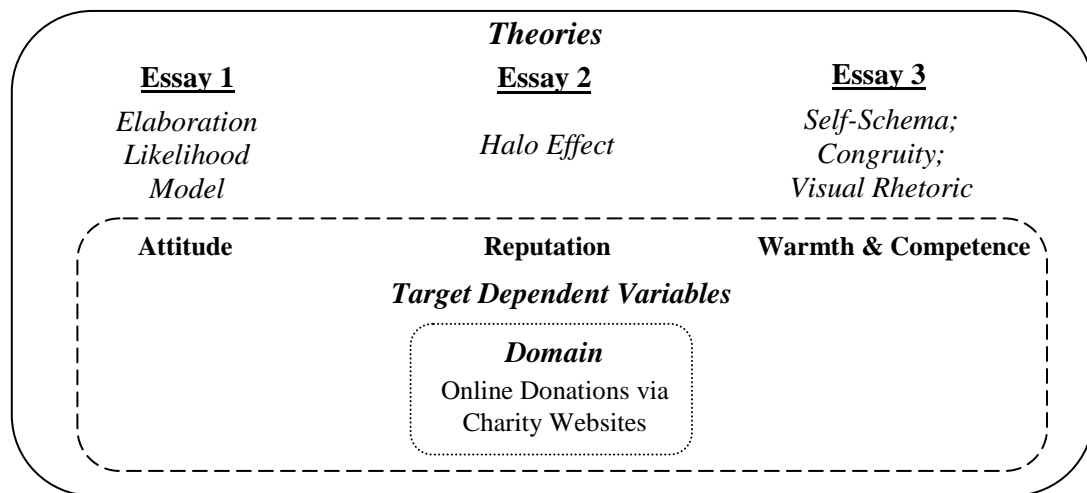 Theories
Essay 1
Essay 2
Essay 3
Elaboration
Likelihood
Model
Halo Effect
Self-Schema;
Congruity;
Visual Rhetoric
Attitude
Reputation
Warmth & Competence
Target Dependent Variables
Domain
Online Donations via
Charity Websites